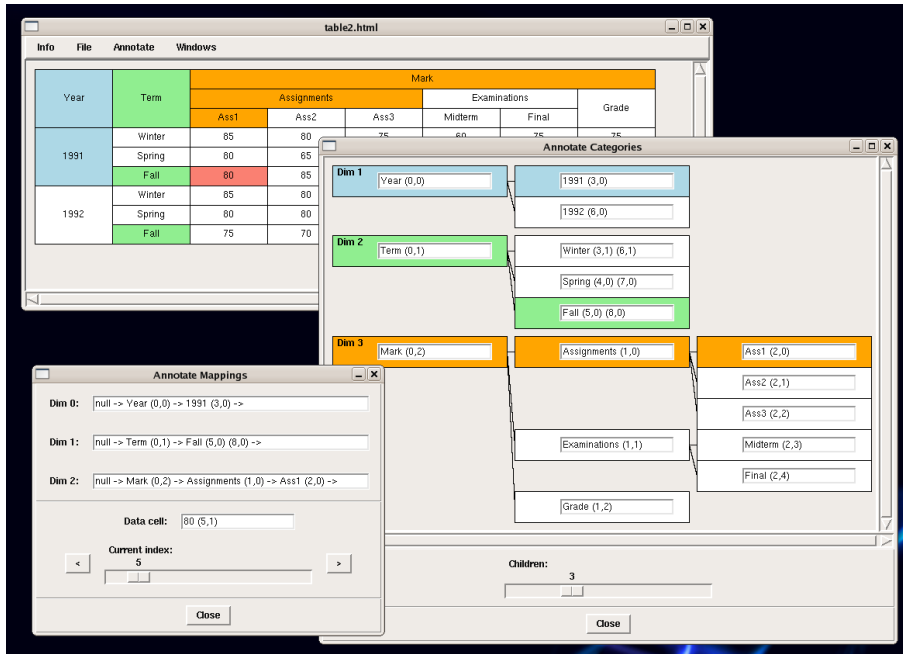 table2.html
Info File Annotate Windows
Year Term Mark
Assignments Examinations Grade
Ass1 Ass2 Ass3 Midterm Final
1991 Winter 85 80 75 60 75 75
Spring 80 65
Fall 80 85
1992 Winter 85 80
Spring 80 80
Fall 75 70
Annotate Categories
Dim 1 Year (0,0) 1991 (3,0)
1992 (6,0)
Dim 2 Term (0,1) Winter (3,1) (6,1)
Spring (4,0) (7,0)
Fall (5,0) (8,0)
Dim 3 Mark (0,2) Assignments (1,0) Ass1 (2,0)
Ass2 (2,1)
Ass3 (2,2)
Examinations (1,1) Midterm (2,3)
Final (2,4)
Grade (1,2)
Children:
3
Close
Annotate Mappings
Dim 0: null -> Year (0,0) -> 1991 (3,0) ->
Dim 1: null -> Term (0,1) -> Fall (5,0) (8,0) ->
Dim 2: null -> Mark (0,2) -> Assignments (1,0) -> Ass1 (2,0) ->
Data cell: 80 (5,1)
Current index:
< 5 >
Close